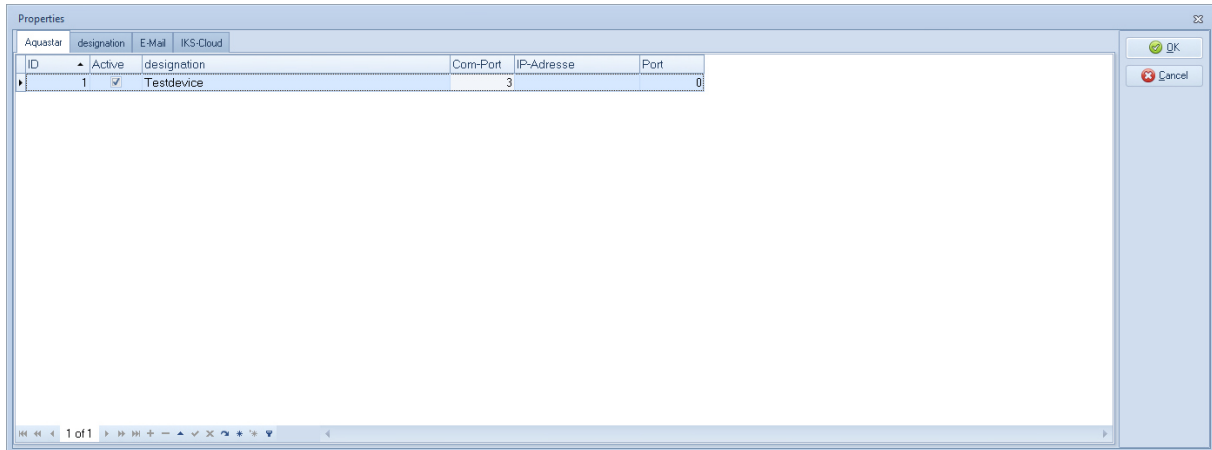 Properties
Aquastar designation E-Mail IKS-Cloud
OK
ID Active designation Com-Port IP-Adresse Port
1 Testdevice 3 0
Cancel
1 of 1